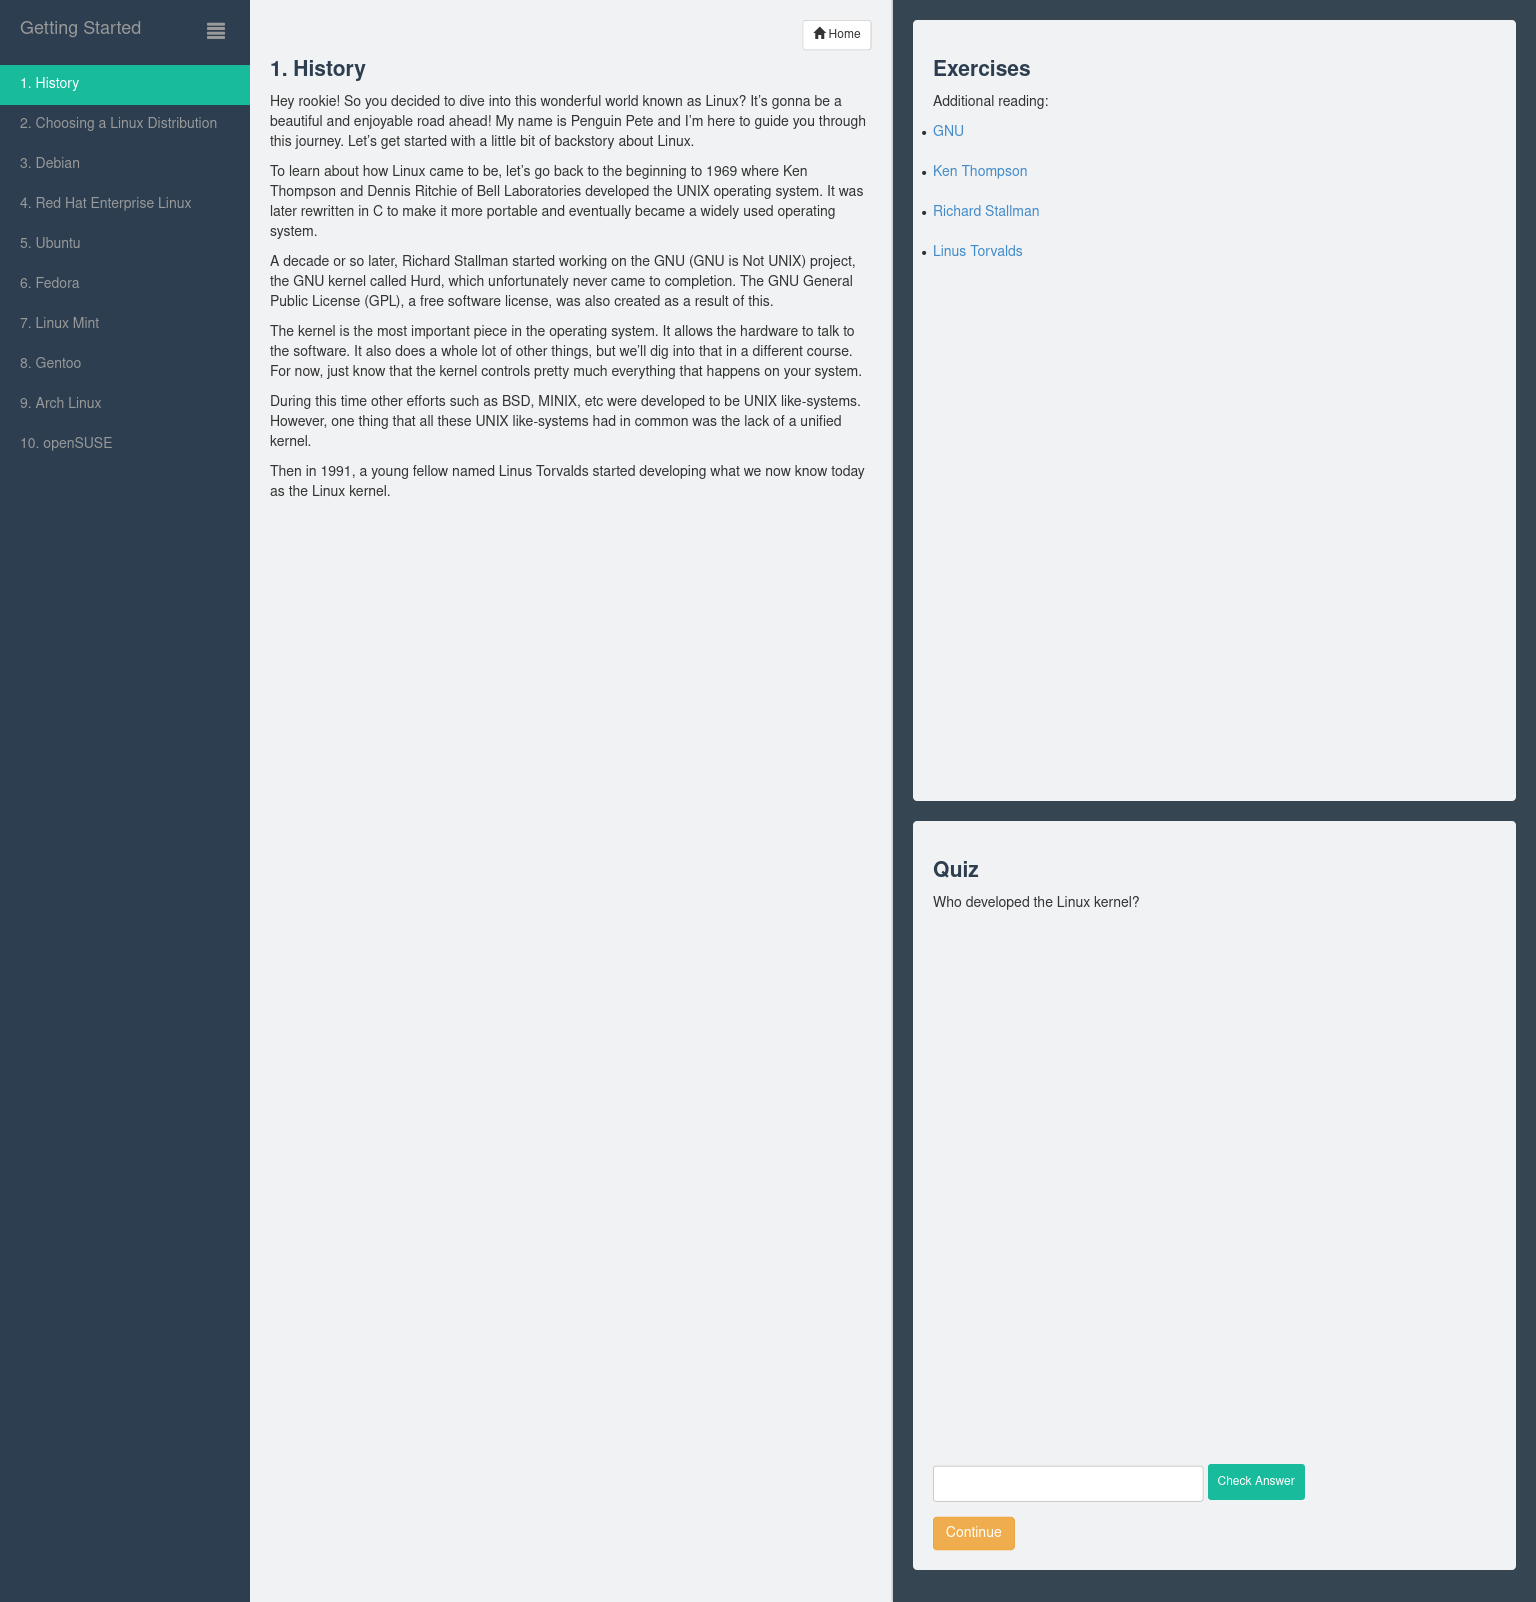 Getting Started
1. History
2. Choosing a Linux Distribution
3. Debian
4. Red Hat Enterprise Linux
5. Ubuntu
6. Fedora
7. Linux Mint
8. Gentoo
9. Arch Linux
10. openSUSE
Home
1. History
Hey rookie! So you decided to dive into this wonderful world known as Linux? It’s gonna be a
beautiful and enjoyable road ahead! My name is Penguin Pete and I’m here to guide you through
this journey. Let’s get started with a little bit of backstory about Linux.
To learn about how Linux came to be, let’s go back to the beginning to 1969 where Ken
Thompson and Dennis Ritchie of Bell Laboratories developed the UNIX operating system. It was
later rewritten in C to make it more portable and eventually became a widely used operating
system.
A decade or so later, Richard Stallman started working on the GNU (GNU is Not UNIX) project,
the GNU kernel called Hurd, which unfortunately never came to completion. The GNU General
Public License (GPL), a free software license, was also created as a result of this.
The kernel is the most important piece in the operating system. It allows the hardware to talk to
the software. It also does a whole lot of other things, but we’ll dig into that in a different course.
For now, just know that the kernel controls pretty much everything that happens on your system.
During this time other efforts such as BSD, MINIX, etc were developed to be UNIX like-systems.
However, one thing that all these UNIX like-systems had in common was the lack of a unified
kernel.
Then in 1991, a young fellow named Linus Torvalds started developing what we now know today
as the Linux kernel.
Exercises
Additional reading:
• GNU
• Ken Thompson
• Richard Stallman
• Linus Torvalds
Quiz
Who developed the Linux kernel?
Check Answer
Continue